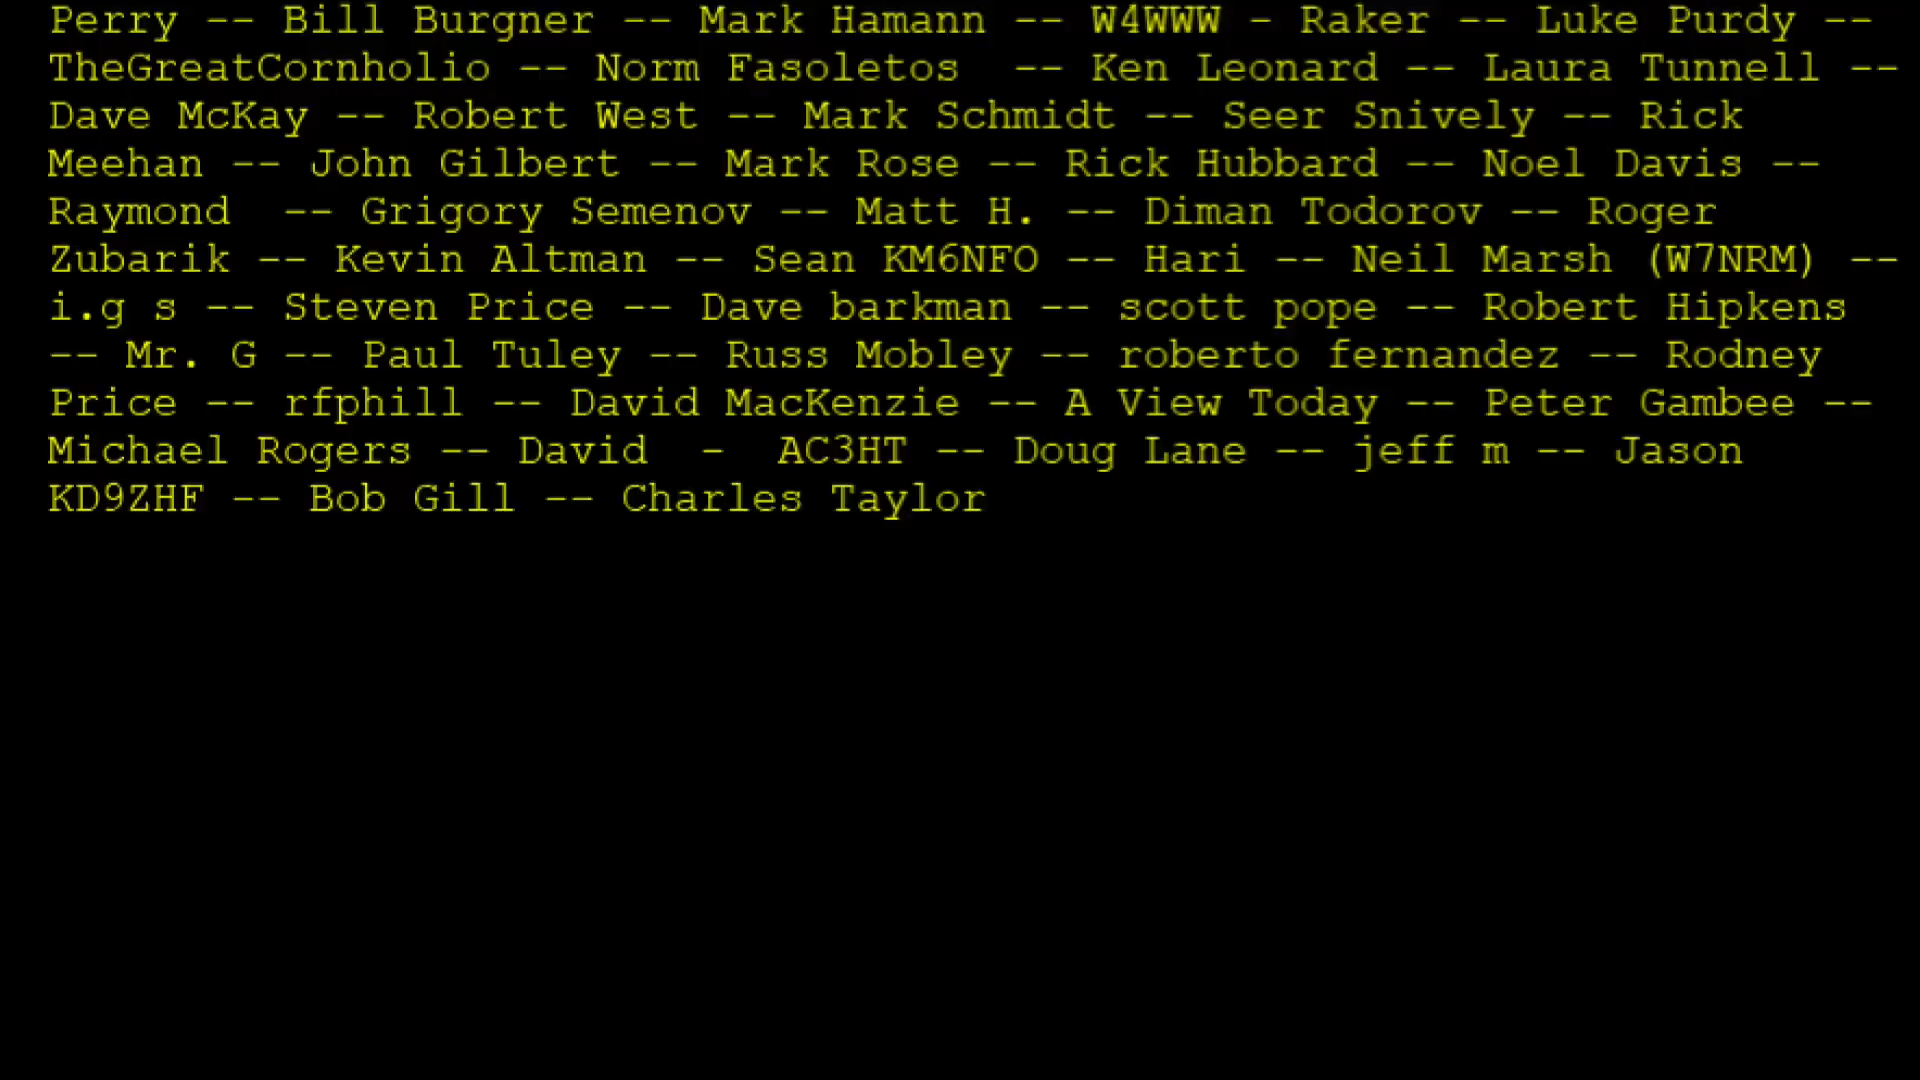 Perry -- Bill Burgner -- Mark Hamann -- W4WWW - Raker -- Luke Purdy --
TheGreatCornholio -- Norm Fasoletos  -- Ken Leonard -- Laura Tunnell --
Dave McKay -- Robert West -- Mark Schmidt -- Seer Snively -- Rick
Meehan -- John Gilbert -- Mark Rose -- Rick Hubbard -- Noel Davis --
Raymond  -- Grigory Semenov -- Matt H. -- Diman Todorov -- Roger
Zubarik -- Kevin Altman -- Sean KM6NFO -- Hari -- Neil Marsh (W7NRM) --
i.g s -- Steven Price -- Dave barkman -- scott pope -- Robert Hipkens
-- Mr. G -- Paul Tuley -- Russ Mobley -- roberto fernandez -- Rodney
Price -- rfphill -- David MacKenzie -- A View Today -- Peter Gambee --
Michael Rogers -- David  -  AC3HT -- Doug Lane -- jeff m -- Jason
KD9ZHF -- Bob Gill -- Charles Taylor